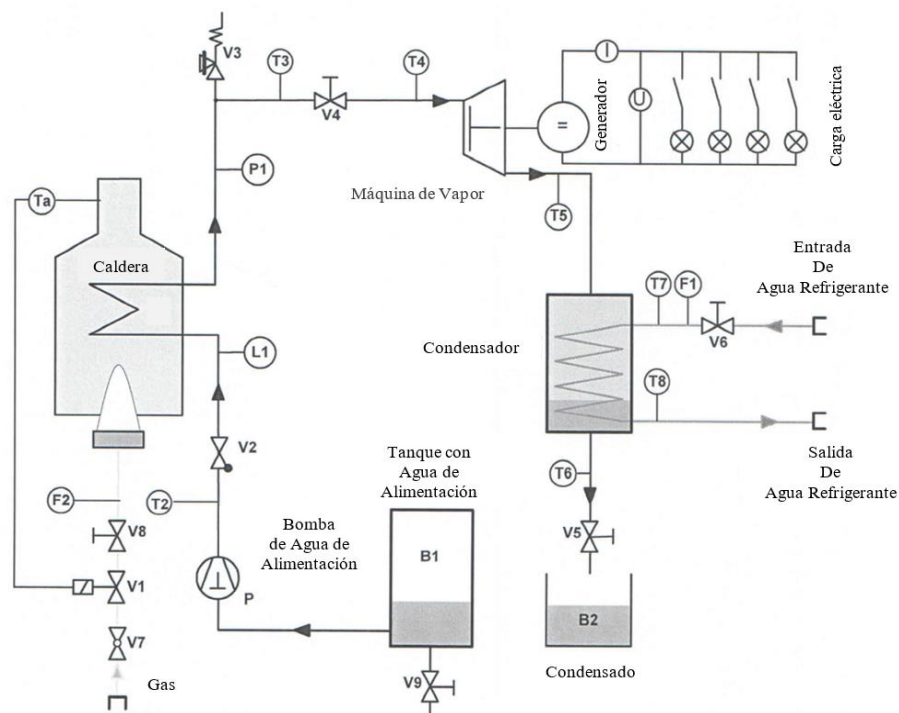 V3
T3
T4
V4
I
U
=
Generador
Carga eléctrica
P1
Máquina de Vapor
T5
Ta
Caldera
Entrada
De
Agua Refrigerante
T7
F1
V6
Condensador
L1
T8
V2
Tanque con
Agua de
Alimentación
Salida
De
Agua Refrigerante
T6
F2
T2
V8
Bomba
de Agua de
Alimentación
V5
B1
V1
P
B2
V7
Condensado
Gas
V9